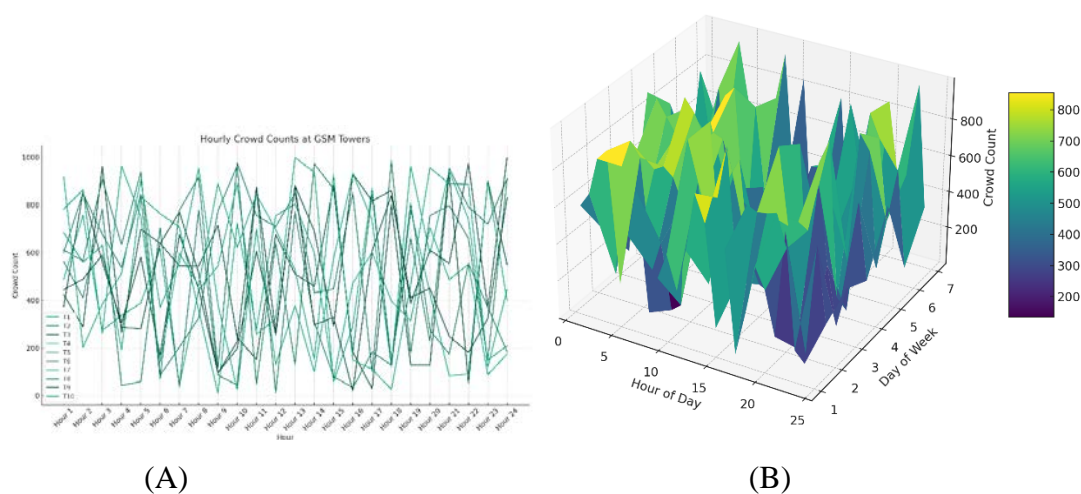 Hourly Crowd Counts at GSM Towers
1000
800
600
400
200
0
Crowd Count
T1
T2
T3
T4
T5
T6
T7
T8
T9
T10
Hour 1
Hour 2
Hour 3
Hour 4
Hour 5
Hour 6
Hour 7
Hour 8
Hour 9
Hour 10
Hour 11
Hour 12
Hour 13
Hour 14
Hour 15
Hour 16
Hour 17
Hour 18
Hour 19
Hour 20
Hour 21
Hour 22
Hour 23
Hour 24
Hour
(A)
0
5
10
15
20
25
Hour of Day
1
2
3
4
5
6
7
Day of Week
800
600
400
200
Crowd Count
800
700
600
500
400
300
200
(B)